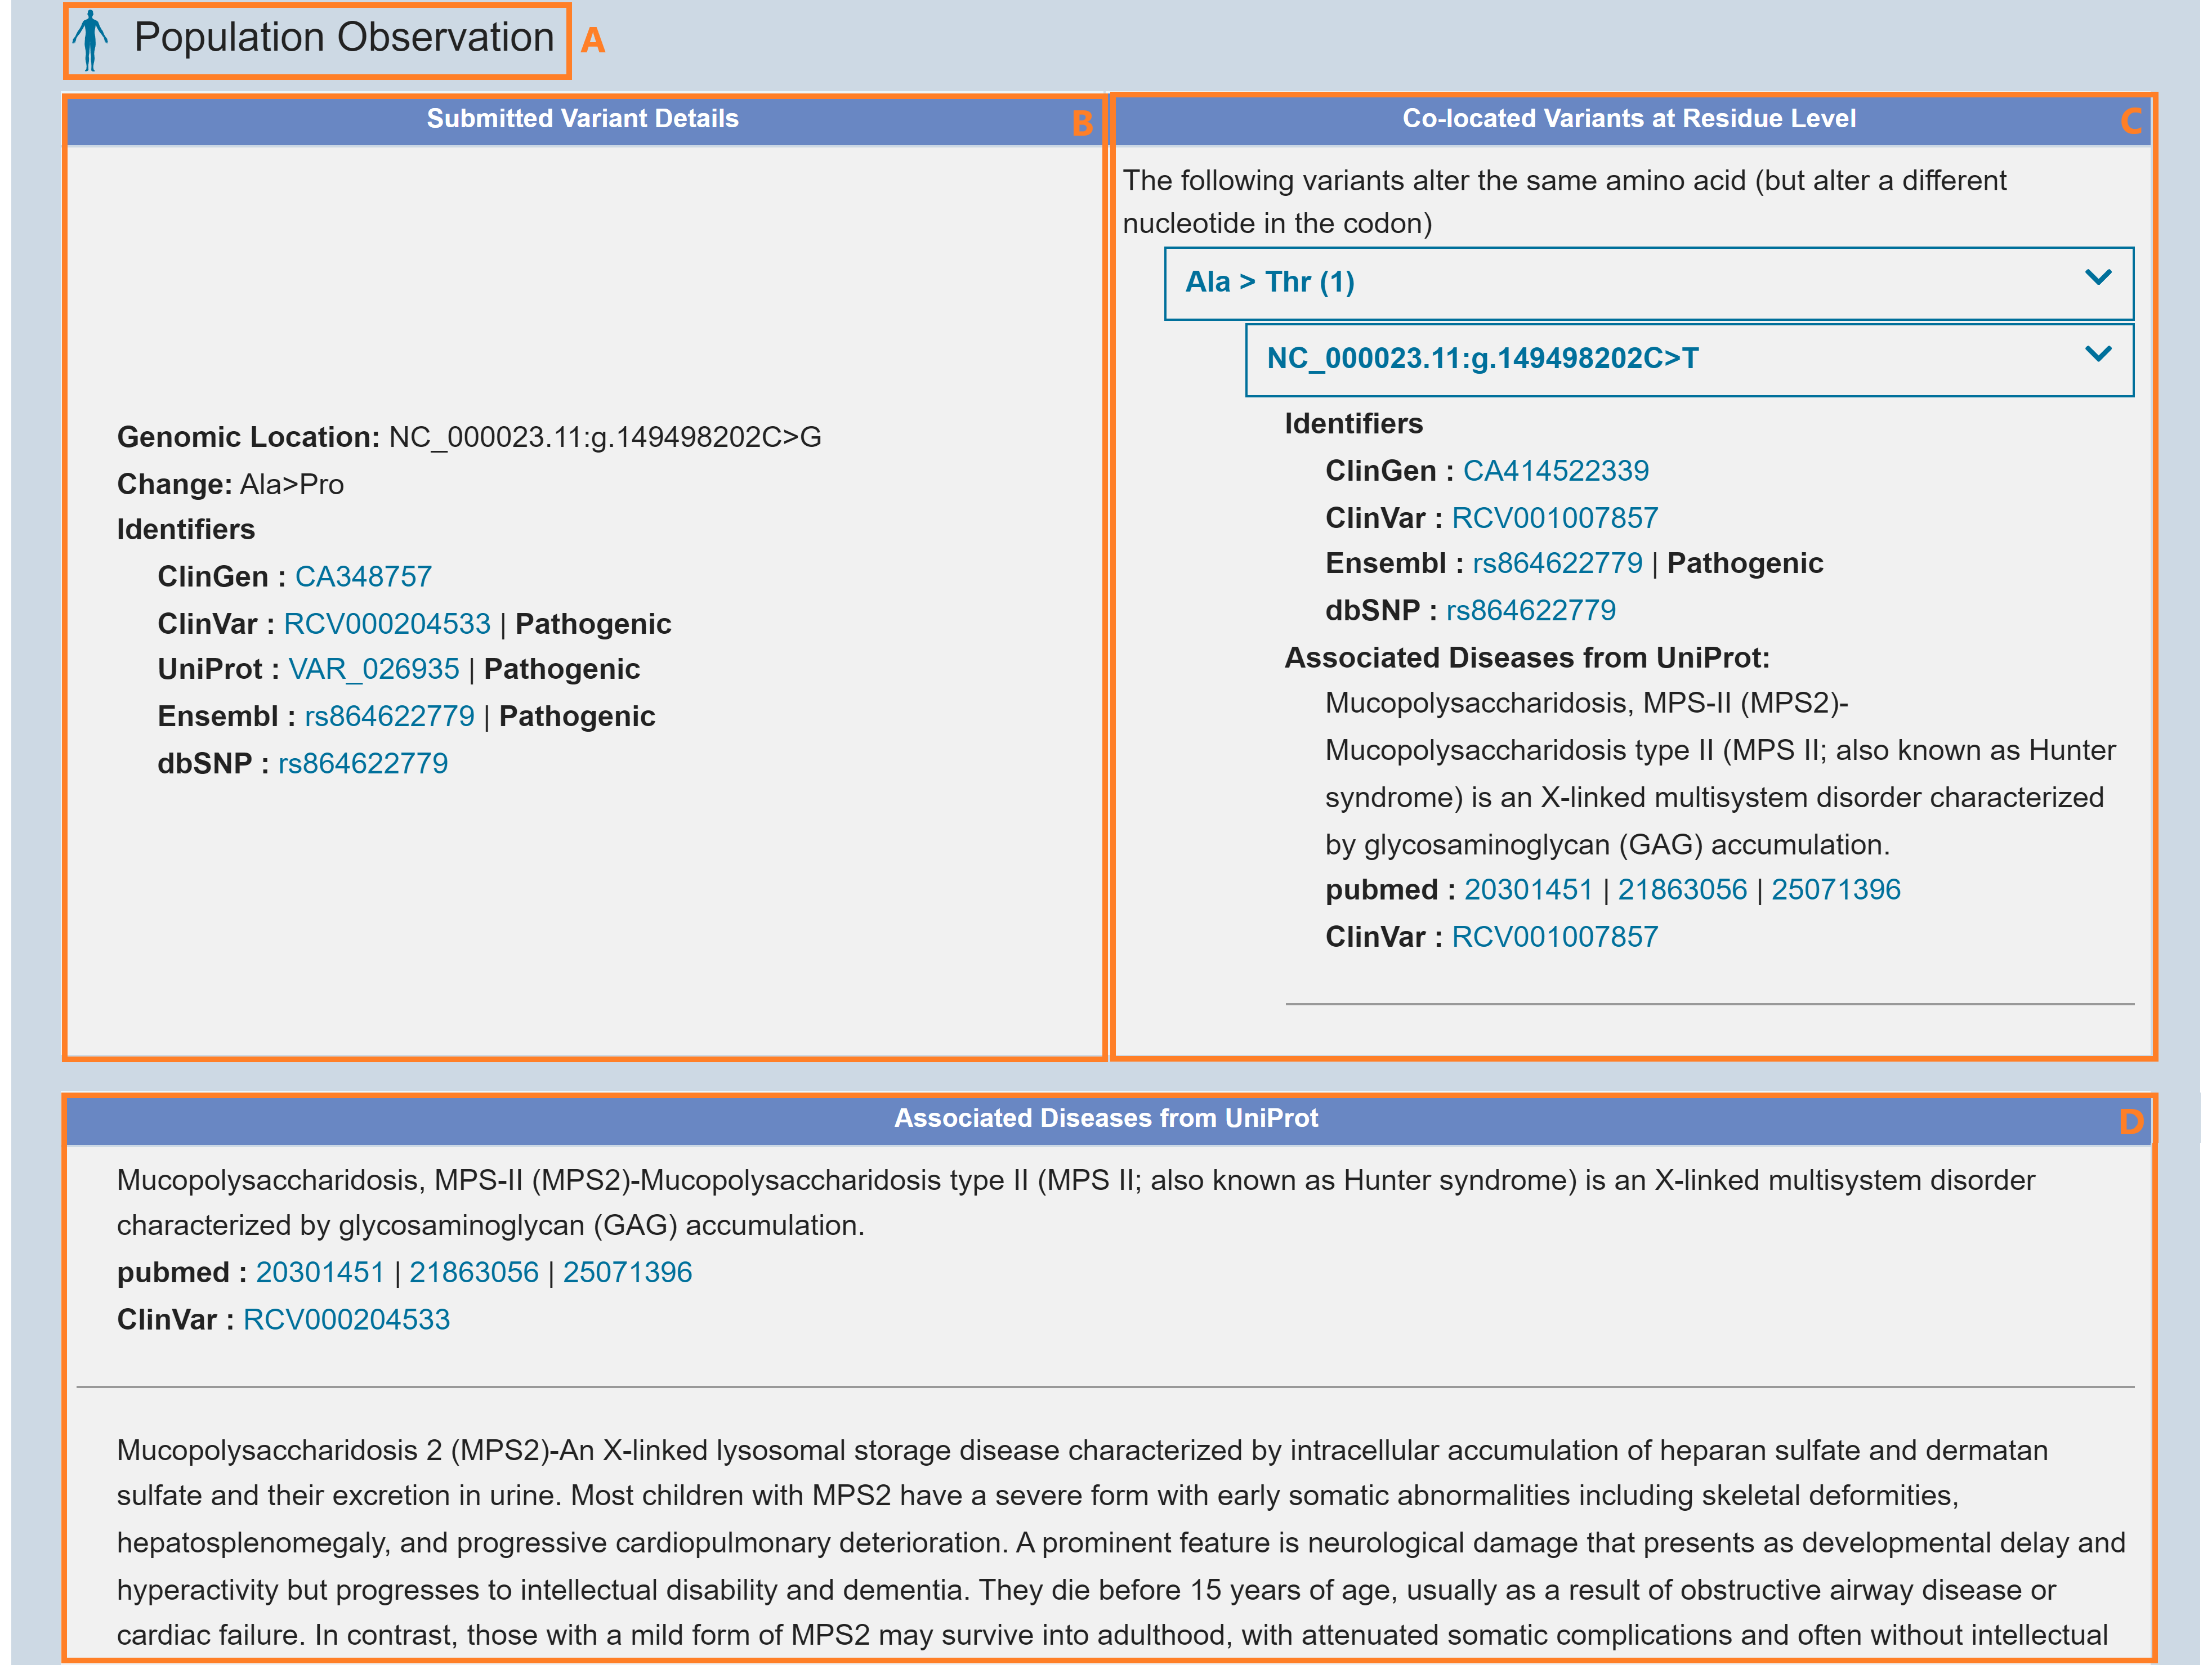 Population Observation
A
Submitted Variant Details
B
Genomic Location: NC_000023.11:g.149498202C>G
Change: Ala>Pro
Identifiers
ClinGen : CA348757
ClinVar : RCV000204533 | Pathogenic
UniProt : VAR_026935 | Pathogenic
Ensembl : rs864622779 | Pathogenic
dbSNP : rs864622779
Co-located Variants at Residue Level
C
The following variants alter the same amino acid (but alter a different
nucleotide in the codon)
Ala > Thr (1)
NC_000023.11:g.149498202C>T
Identifiers
ClinGen : CA414522339
ClinVar : RCV001007857
Ensembl : rs864622779 | Pathogenic
dbSNP : rs864622779
Associated Diseases from UniProt:
Mucopolysaccharidosis, MPS-II (MPS2)-
Mucopolysaccharidosis type II (MPS II; also known as Hunter
syndrome) is an X-linked multisystem disorder characterized
by glycosaminoglycan (GAG) accumulation.
pubmed : 20301451 | 21863056 | 25071396
ClinVar : RCV001007857
Associated Diseases from UniProt
D
Mucopolysaccharidosis, MPS-II (MPS2)-Mucopolysaccharidosis type II (MPS II; also known as Hunter syndrome) is an X-linked multisystem disorder
characterized by glycosaminoglycan (GAG) accumulation.
pubmed : 20301451 | 21863056 | 25071396
ClinVar : RCV000204533
Mucopolysaccharidosis 2 (MPS2)-An X-linked lysosomal storage disease characterized by intracellular accumulation of heparan sulfate and dermatan
sulfate and their excretion in urine. Most children with MPS2 have a severe form with early somatic abnormalities including skeletal deformities,
hepatosplenomegaly, and progressive cardiopulmonary deterioration. A prominent feature is neurological damage that presents as developmental delay and
hyperactivity but progresses to intellectual disability and dementia. They die before 15 years of age, usually as a result of obstructive airway disease or
cardiac failure. In contrast, those with a mild form of MPS2 may survive into adulthood, with attenuated somatic complications and often without intellectual